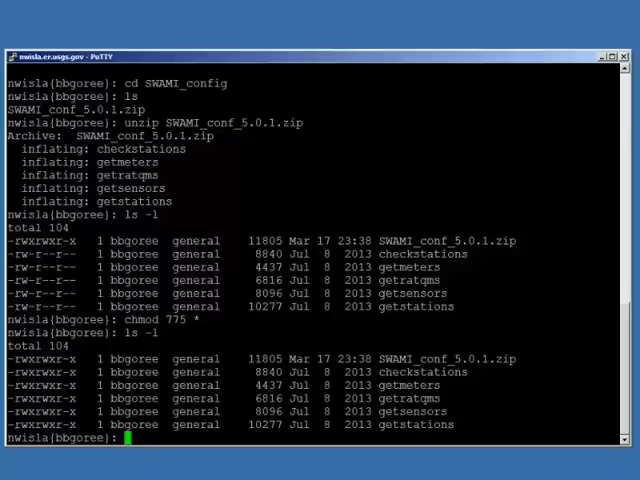 nwisla.er.usgs.gov - PuTTY
nwisla{bbgoree}: cd SWAMI_config
nwisla{bbgoree}: ls
SWAMI_conf_5.0.1.zip
nwisla{bbgoree}: unzip SWAMI_conf_5.0.1.zip
Archive:  SWAMI_conf_5.0.1.zip
  inflating: checkstations
  inflating: getmeters
  inflating: getratqms
  inflating: getsensors
  inflating: getstations
nwisla{bbgoree}: ls -l
total 104
-rwxrwxr-x   1 bbgoree  general    11805 Mar 17 23:38 SWAMI_conf_5.0.1.zip
-rw-r--r--   1 bbgoree  general     8840 Jul  8  2013 checkstations
-rw-r--r--   1 bbgoree  general     4437 Jul  8  2013 getmeters
-rw-r--r--   1 bbgoree  general     6816 Jul  8  2013 getratqms
-rw-r--r--   1 bbgoree  general     8096 Jul  8  2013 getsensors
-rw-r--r--   1 bbgoree  general    10277 Jul  8  2013 getstations
nwisla{bbgoree}: chmod 775 *
nwisla{bbgoree}: ls -l
total 104
-rwxrwxr-x   1 bbgoree  general    11805 Mar 17 23:38 SWAMI_conf_5.0.1.zip
-rwxrwxr-x   1 bbgoree  general     8840 Jul  8  2013 checkstations
-rwxrwxr-x   1 bbgoree  general     4437 Jul  8  2013 getmeters
-rwxrwxr-x   1 bbgoree  general     6816 Jul  8  2013 getratqms
-rwxrwxr-x   1 bbgoree  general     8096 Jul  8  2013 getsensors
-rwxrwxr-x   1 bbgoree  general    10277 Jul  8  2013 getstations
nwisla{bbgoree}: